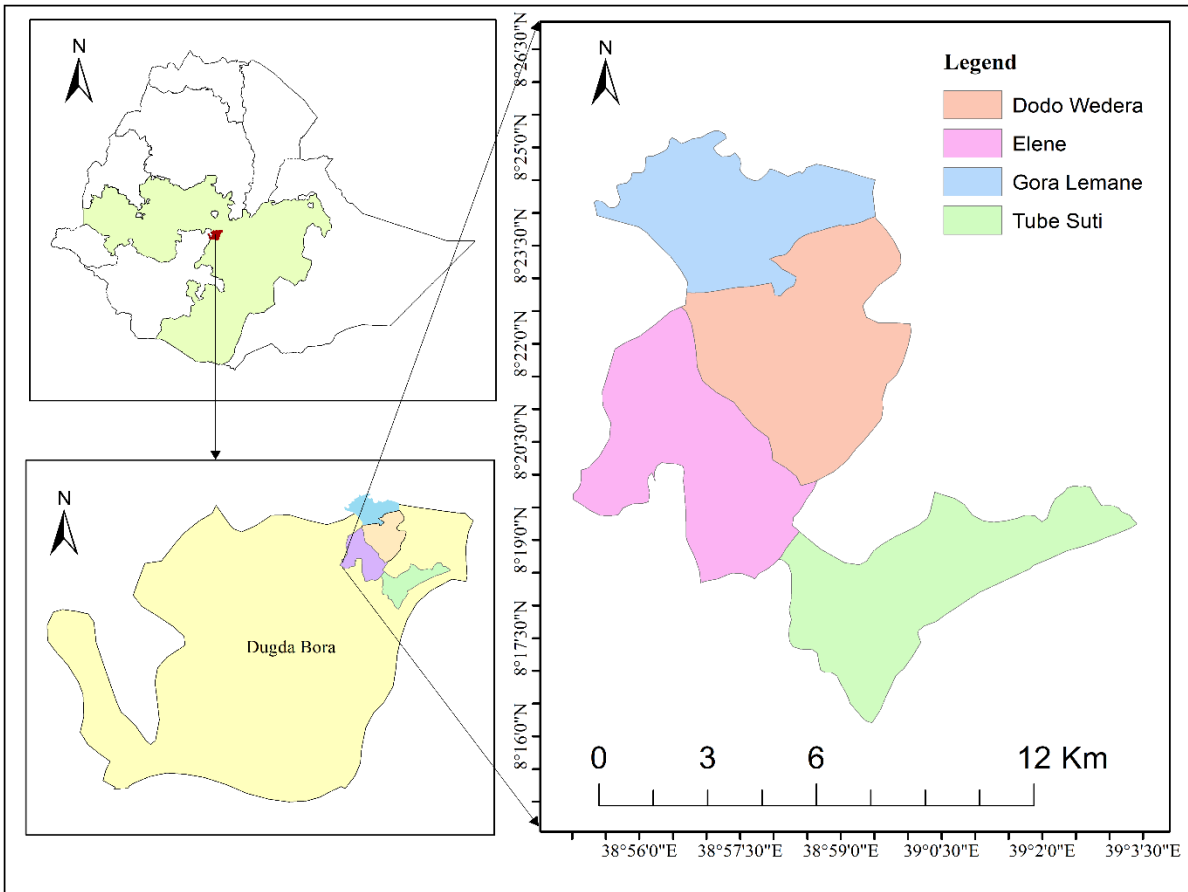 N
N
Dugda Bora
N
Legend
Dodo Wedera
Elene
Gora Lemane
Tube Suti
8°26'30"N
8°25'0"N
8°23'30"N
8°22'0"N
8°20'30"N
8°19'0"N
8°17'30"N
8°16'0"N
0 3 6 12 Km
38°56'0"E 38°57'30"E 38°59'0"E 39°0'30"E 39°2'0"E 39°3'30"E